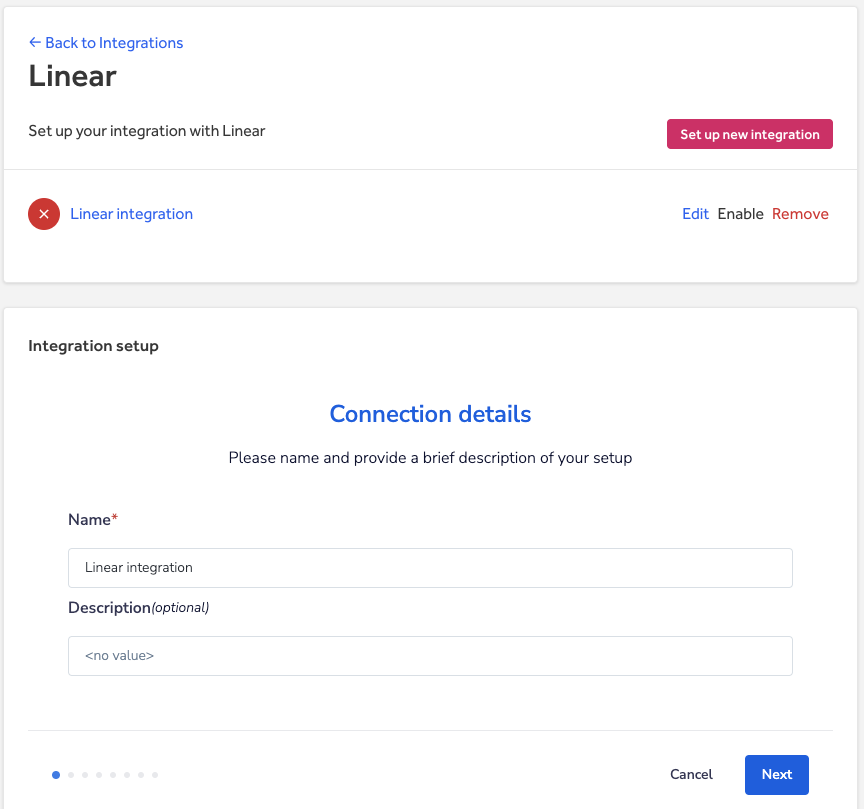 ← Back to Integrations
Linear
Set up your integration with Linear
Set up new integration
Linear integration
Edit Enable Remove
Integration setup
Connection details
Please name and provide a brief description of your setup
Name*
Linear integration
Description(optional)
<no value>
Cancel Next